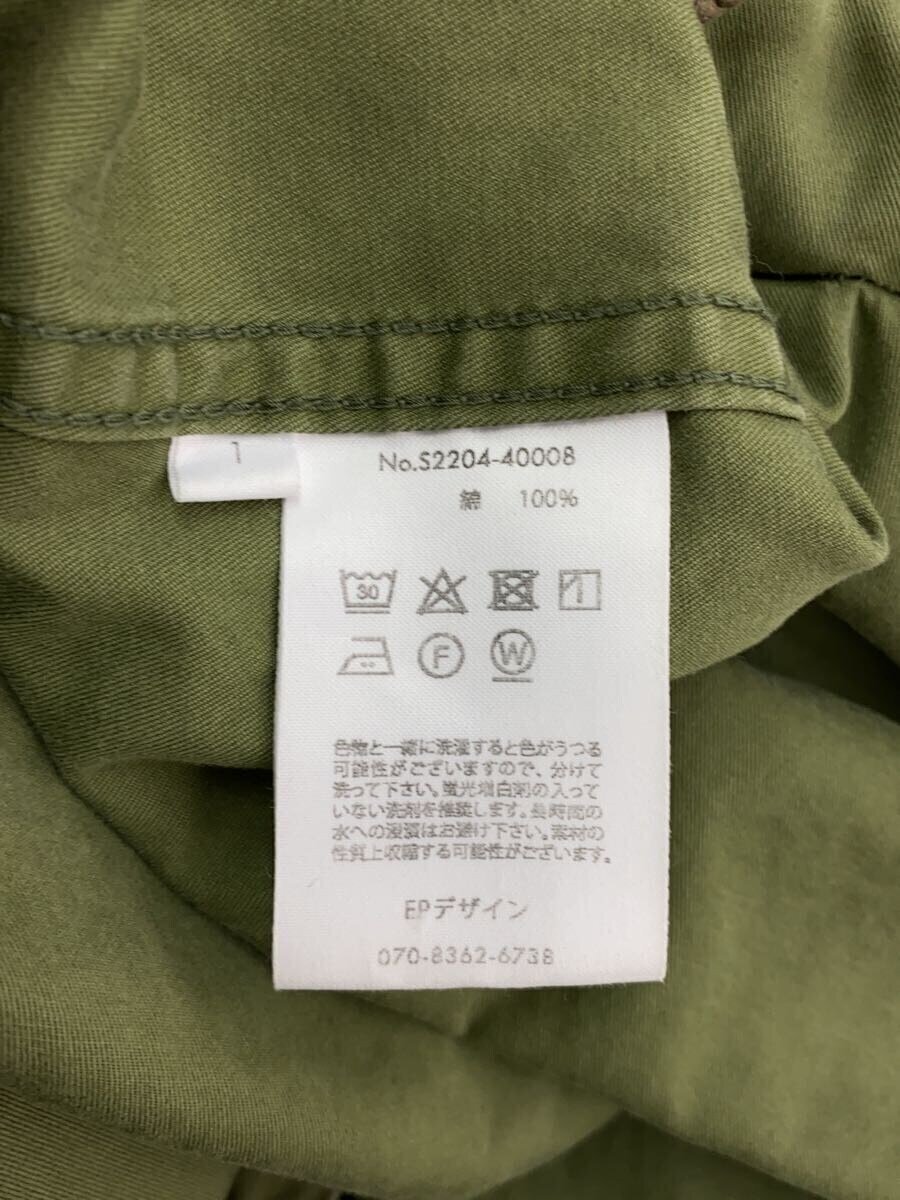 1
No.S2204-40008
綿 100%
30
F
W
色物と一緒に洗濯すると色がうつる
可能性がございますので、分けて
洗って下さい。蛍光増白剤の入って
いない洗剤を推奨します。長時間の
水への浸漬はお避け下さい。素材の
性質上収縮する可能性がございます。
EPデザイン
070-8362-6738